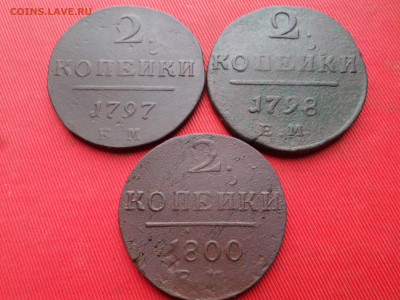 COINS.LAVE.RU
2.
КОПЕЙКИ
1797
Е М
2.
КОПЕЙКИ
1798
Е.М
2.
КОПЕЙКИ
1800